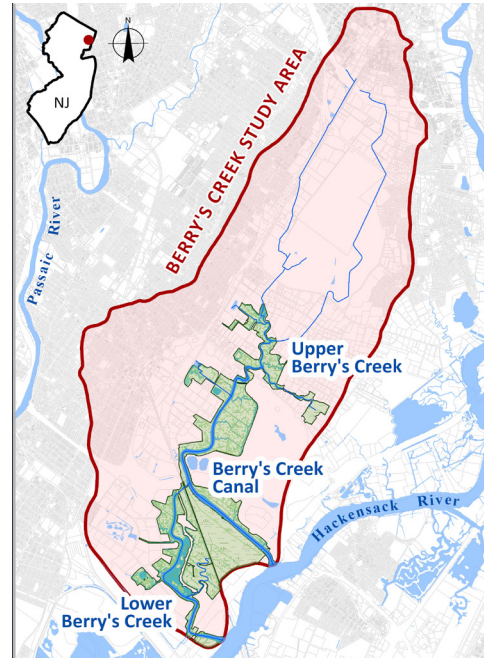 N
NJ
BERRY'S CREEK STUDY AREA
Passaic River
Upper
Berry's Creek
Berry's Creek
Canal
Hackensack River
Lower
Berry's Creek